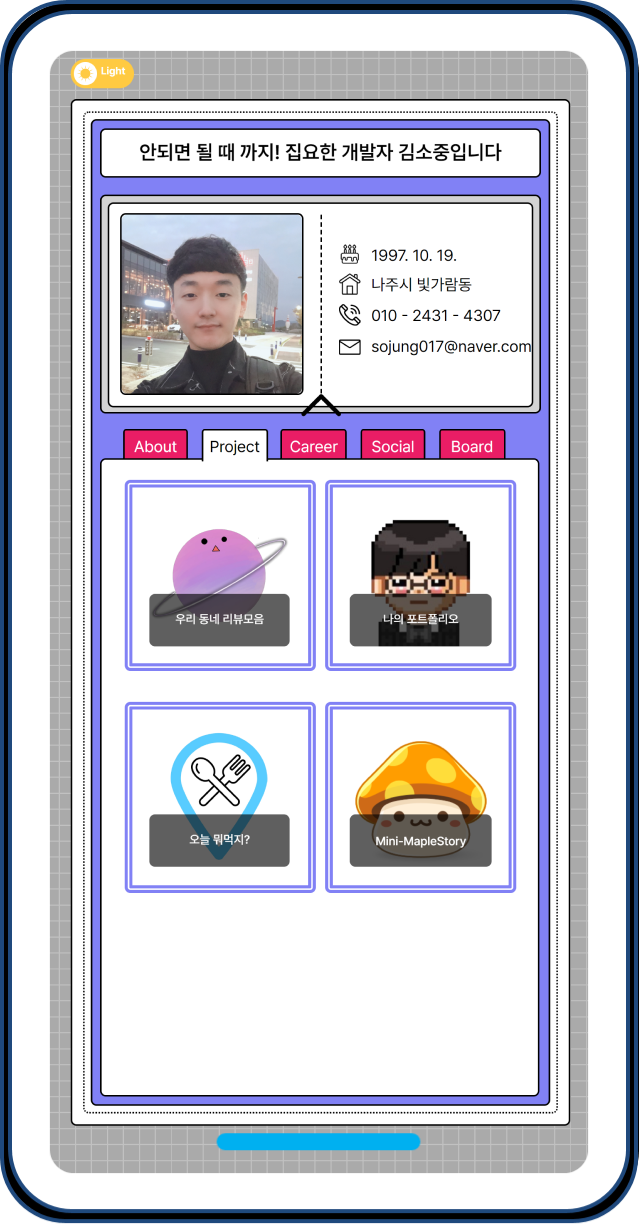 Light
안되면 될 때 까지! 집요한 개발자 김소중입니다
1997. 10. 19.
나주시 빛가람동
010 - 2431 - 4307
sojung017@naver.com
About Project Career Social Board
우리 동네 리뷰모음 나의 포트폴리오
오늘 뭐먹지? Mini-MapleStory